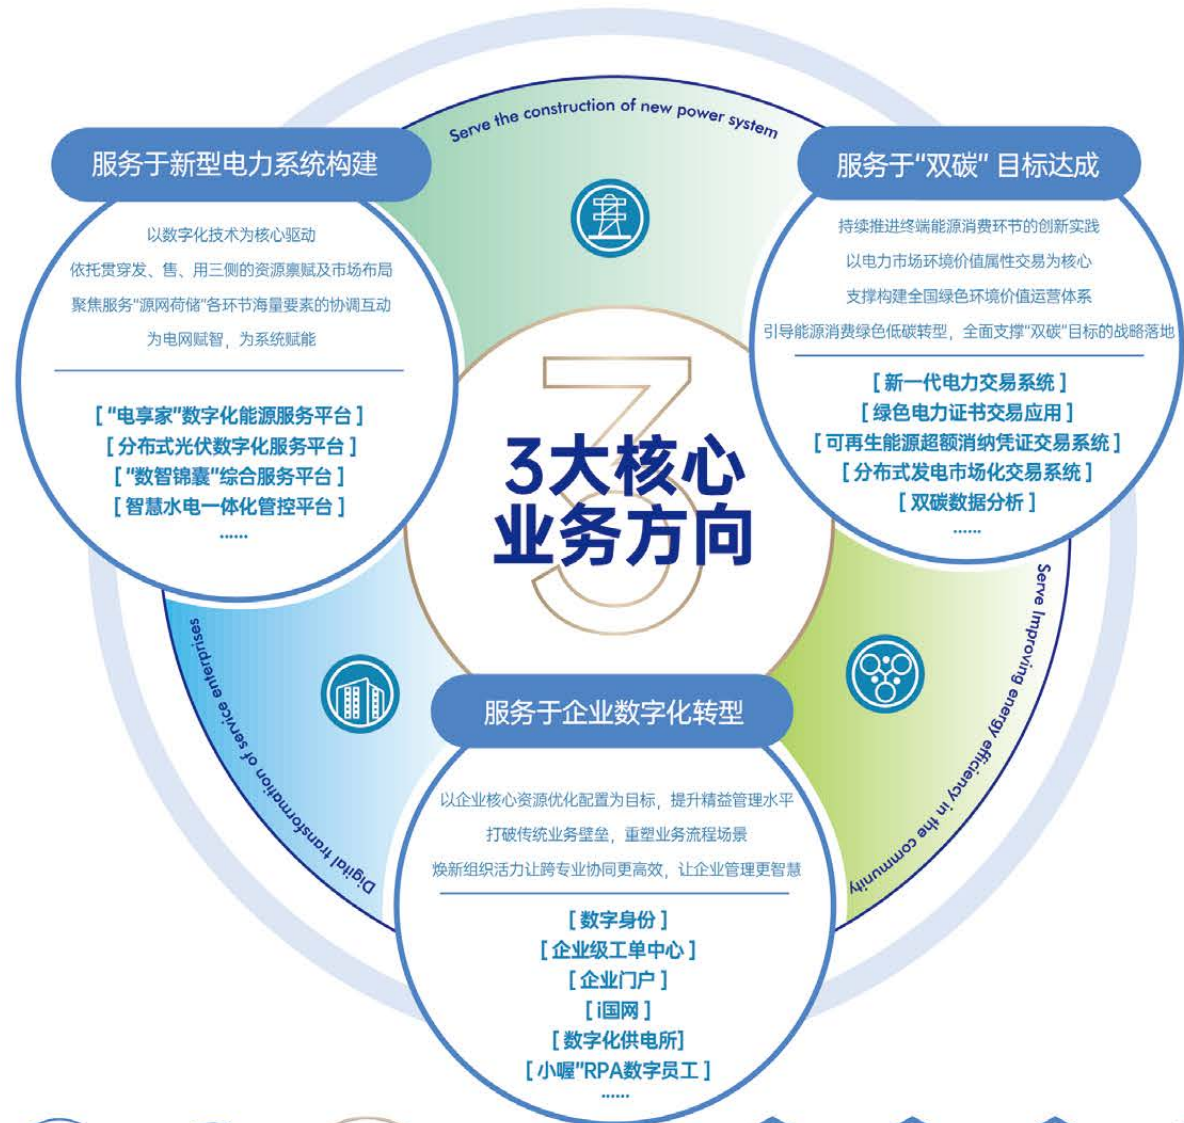 Serve the construction of new power system
服务于新型电力系统构建
以数字化技术为核心驱动
依托贯穿发、售、用三侧的资源禀赋及市场布局
聚焦服务“源网荷储”各环节海量要素的协调互动
为电网赋智，为系统赋能
[ “电享家”数字化能源服务平台 ]
[ 分布式光伏数字化服务平台 ]
[ “数智锦囊”综合服务平台 ]
[ 智慧水电一体化管控平台 ]
......
服务于“双碳” 目标达成
持续推进终端能源消费环节的创新实践
以电力市场环境价值属性交易为核心
支撑构建全国绿色环境价值运营体系
引导能源消费绿色低碳转型，全面支撑“双碳”目标的战略落地
[ 新一代电力交易系统 ]
[ 绿色电力证书交易应用 ]
[ 可再生能源超额消纳凭证交易系统 ]
[ 分布式发电市场化交易系统 ]
[ 双碳数据分析 ]
......
3
3大核心
业务方向
Digital transformation of service enterprises
Serve Improving energy efficiency in the community
服务于企业数字化转型
以企业核心资源优化配置为目标，提升精益管理水平
打破传统业务壁垒，重塑业务流程场景
焕新组织活力让跨专业协同更高效，让企业管理更智慧
[ 数字身份 ]
[ 企业级工单中心 ]
[ 企业门户 ]
[ i国网 ]
[ 数字化供电所]
[ 小喔”RPA数字员工 ]
......